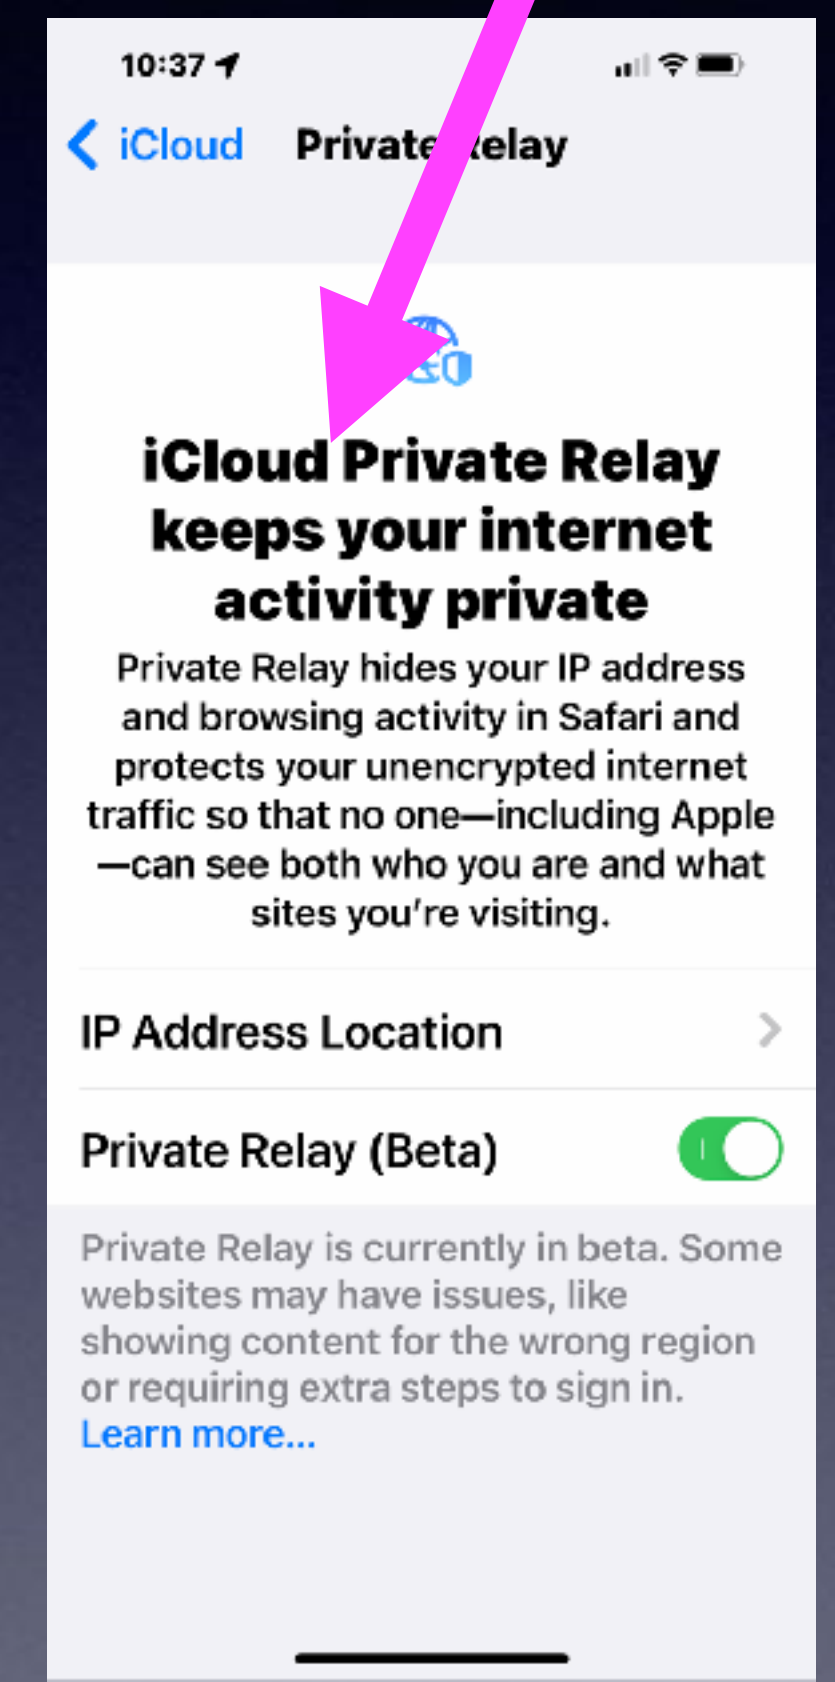 10:37
iCloud
Private Relay
iCloud Private Relay
keeps your internet
activity private
Private Relay hides your IP address
and browsing activity in Safari and
protects your unencrypted internet
traffic so that no one—including Apple
—can see both who you are and what
sites you’re visiting.
IP Address Location
Private Relay (Beta)
Private Relay is currently in beta. Some
websites may have issues, like
showing content for the wrong region
or requiring extra steps to sign in.
Learn more...